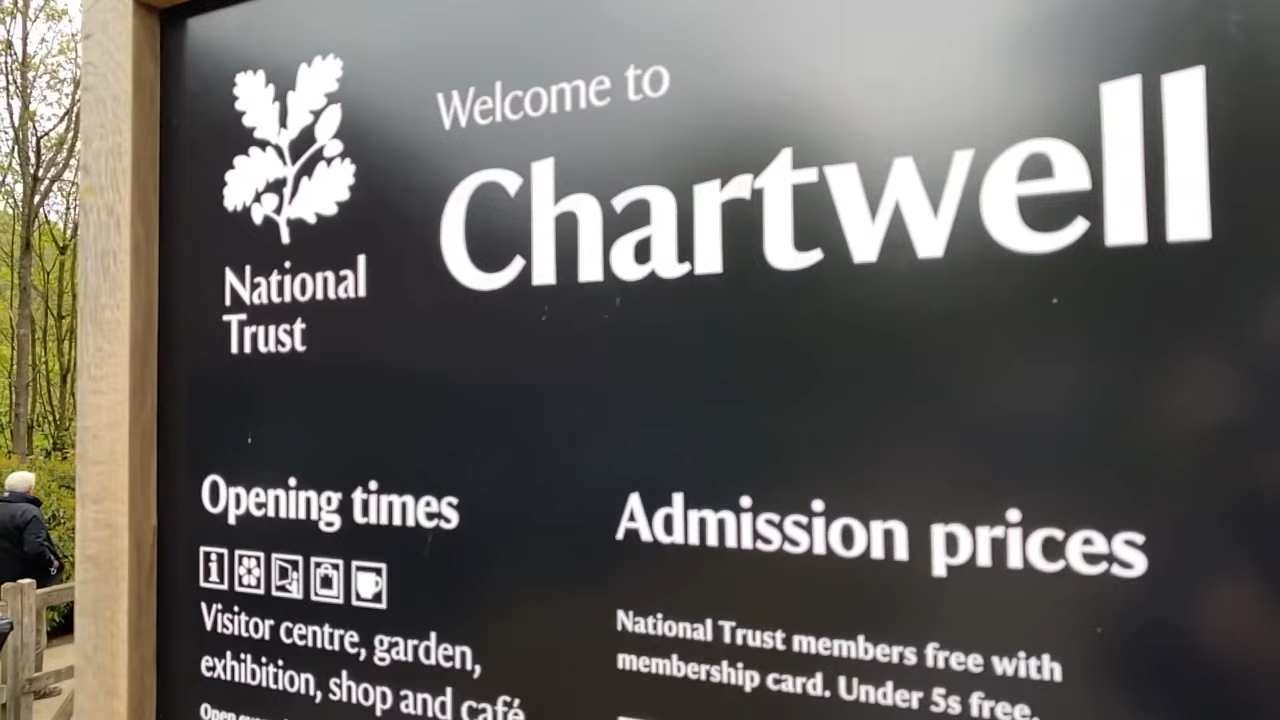 Welcome to
Chartwell
National
Trust
Opening times
Visitor centre, garden,
exhibition, shop and café
Open
Admission prices
National Trust members free with
membership card. Under 5s free.